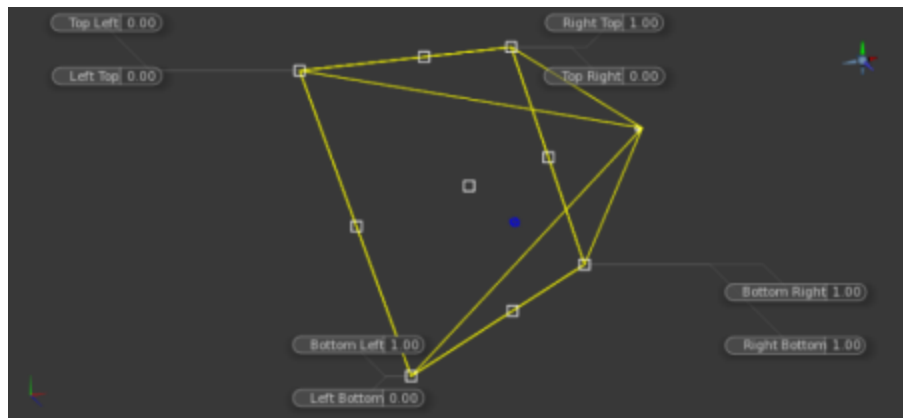 Top Left 0.00
Right Top 1.00
Left Top 0.00
Top Right 0.00
Bottom Right 1.00
Bottom Left 1.00
Right Bottom 1.00
Left Bottom 0.00